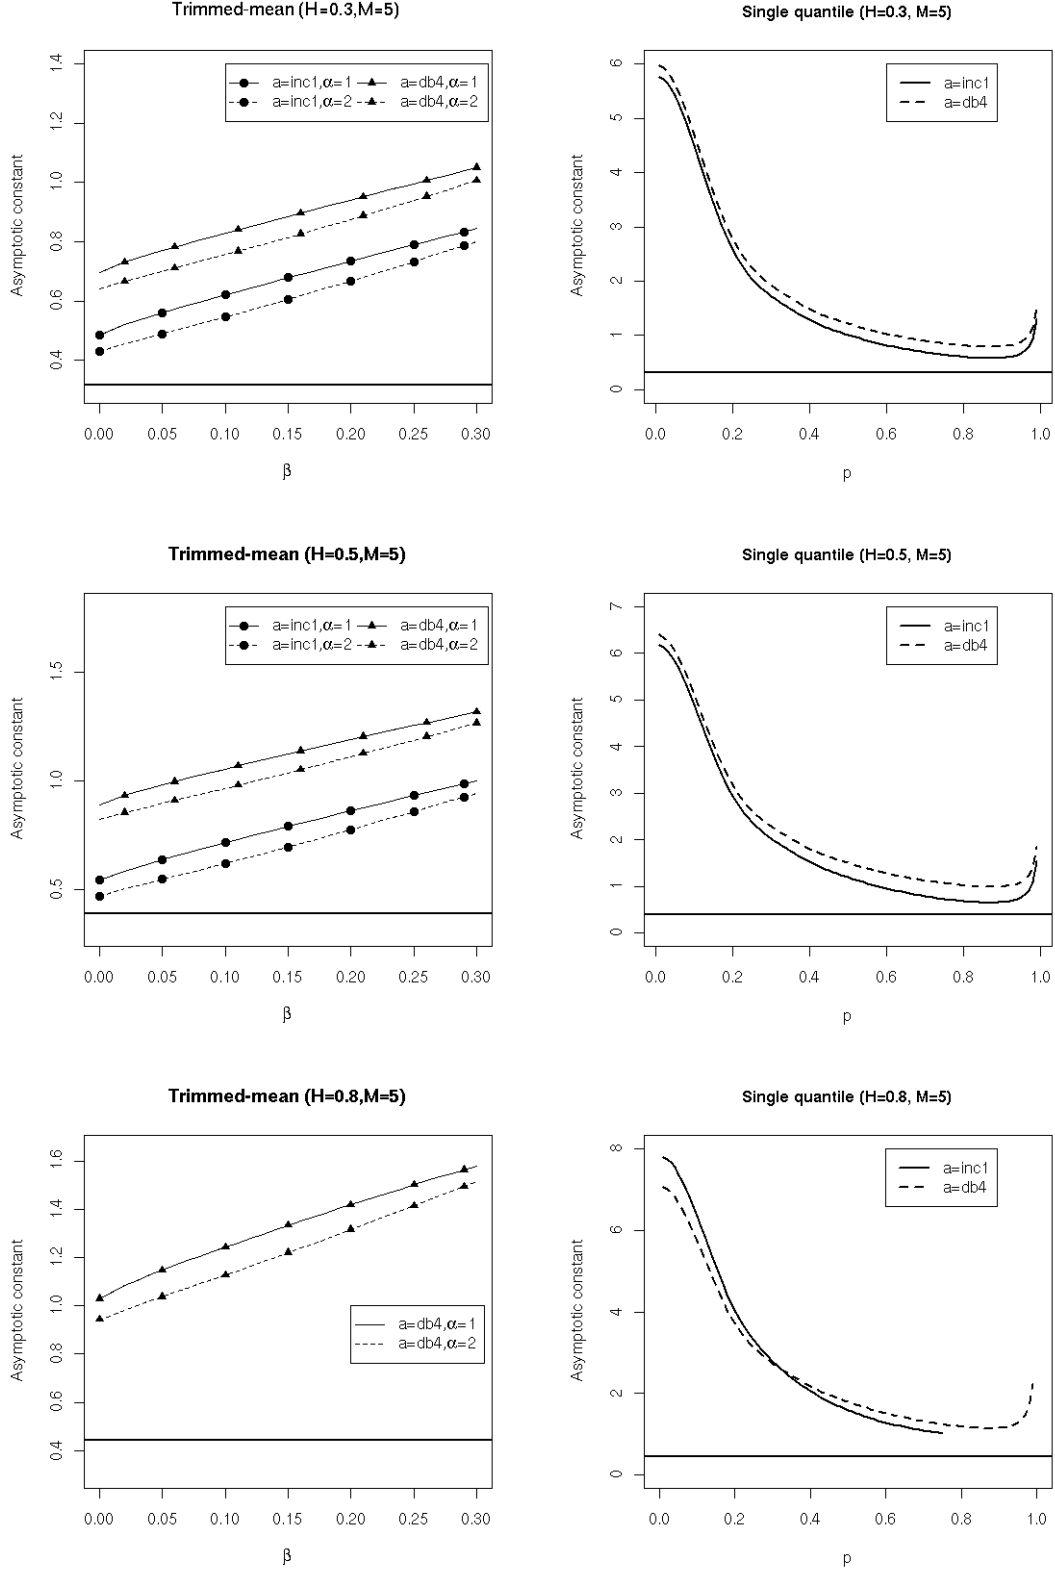 Trimmed-mean (H=0.3,M=5)
Asymptotic constant
1.4
1.2
1.0
0.8
0.6
0.4
a=inc1,α=1 a=db4,α=1
a=inc1,α=2 a=db4,α=2
0.00 0.05 0.10 0.15 0.20 0.25 0.30
β
Single quantile (H=0.3, M=5)
Asymptotic constant
6
5
4
3
2
1
0
a=inc1
a=db4
0.0 0.2 0.4 0.6 0.8 1.0
p
Trimmed-mean (H=0.5,M=5)
Asymptotic constant
1.5
1.0
0.5
a=inc1,α=1 a=db4,α=1
a=inc1,α=2 a=db4,α=2
0.00 0.05 0.10 0.15 0.20 0.25 0.30
β
Single quantile (H=0.5, M=5)
Asymptotic constant
7
6
5
4
3
2
1
0
a=inc1
a=db4
0.0 0.2 0.4 0.6 0.8 1.0
p
Trimmed-mean (H=0.8,M=5)
Asymptotic constant
1.6
1.4
1.2
1.0
0.8
0.6
0.4
a=db4,α=1
a=db4,α=2
0.00 0.05 0.10 0.15 0.20 0.25 0.30
β
Single quantile (H=0.8, M=5)
Asymptotic constant
8
6
4
2
0
a=inc1
a=db4
0.0 0.2 0.4 0.6 0.8 1.0
p